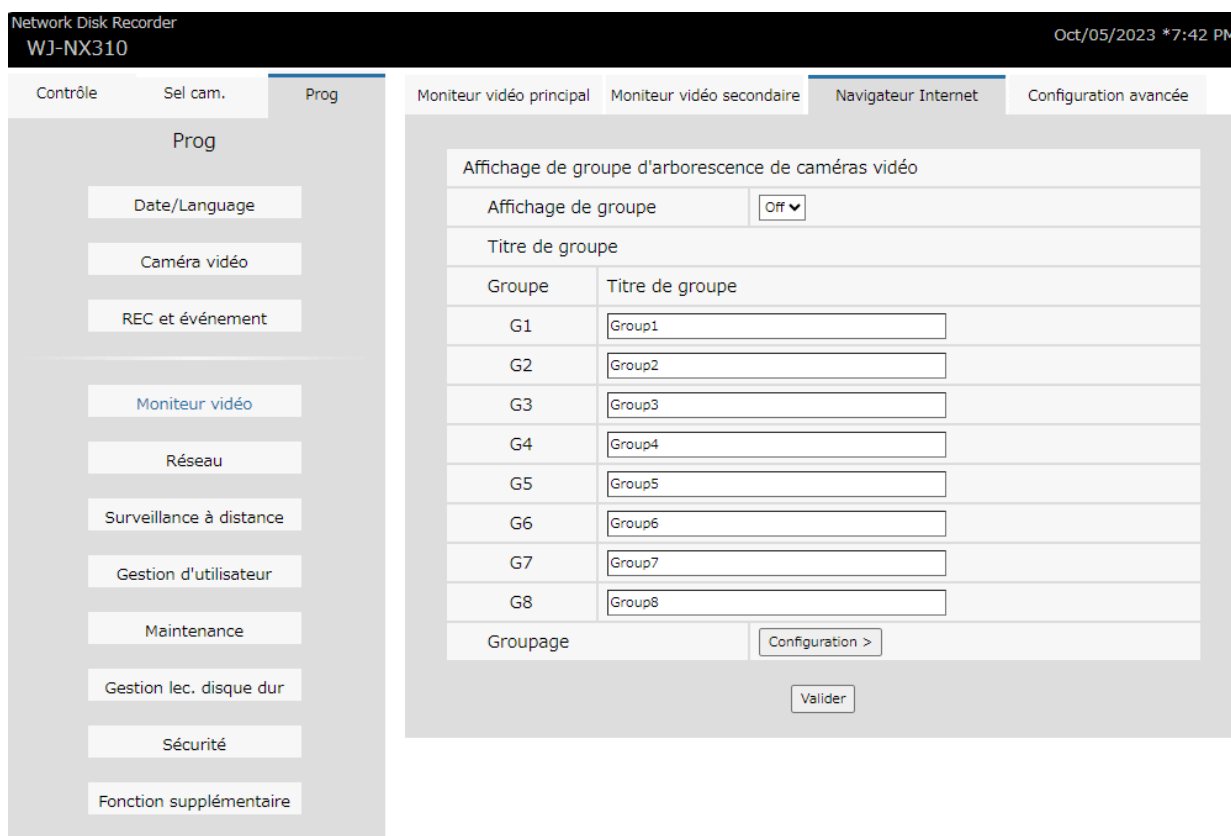 Network Disk Recorder
WJ-NX310
Oct/05/2023 *7:42 PM
Contrôle
Sel cam.
Prog
Prog
Date/Language
Caméra vidéo
REC et événement
Moniteur vidéo
Réseau
Surveillance à distance
Gestion d'utilisateur
Maintenance
Gestion lec. disque dur
Sécurité
Fonction supplémentaire
Moniteur vidéo principal
Moniteur vidéo secondaire
Navigateur Internet
Configuration avancée
Affichage de groupe d'arborescence de caméras vidéo
Affichage de groupe Off
Titre de groupe
Groupe Titre de groupe
G1 Group1
G2 Group2
G3 Group3
G4 Group4
G5 Group5
G6 Group6
G7 Group7
G8 Group8
Groupage Configuration >
Valider